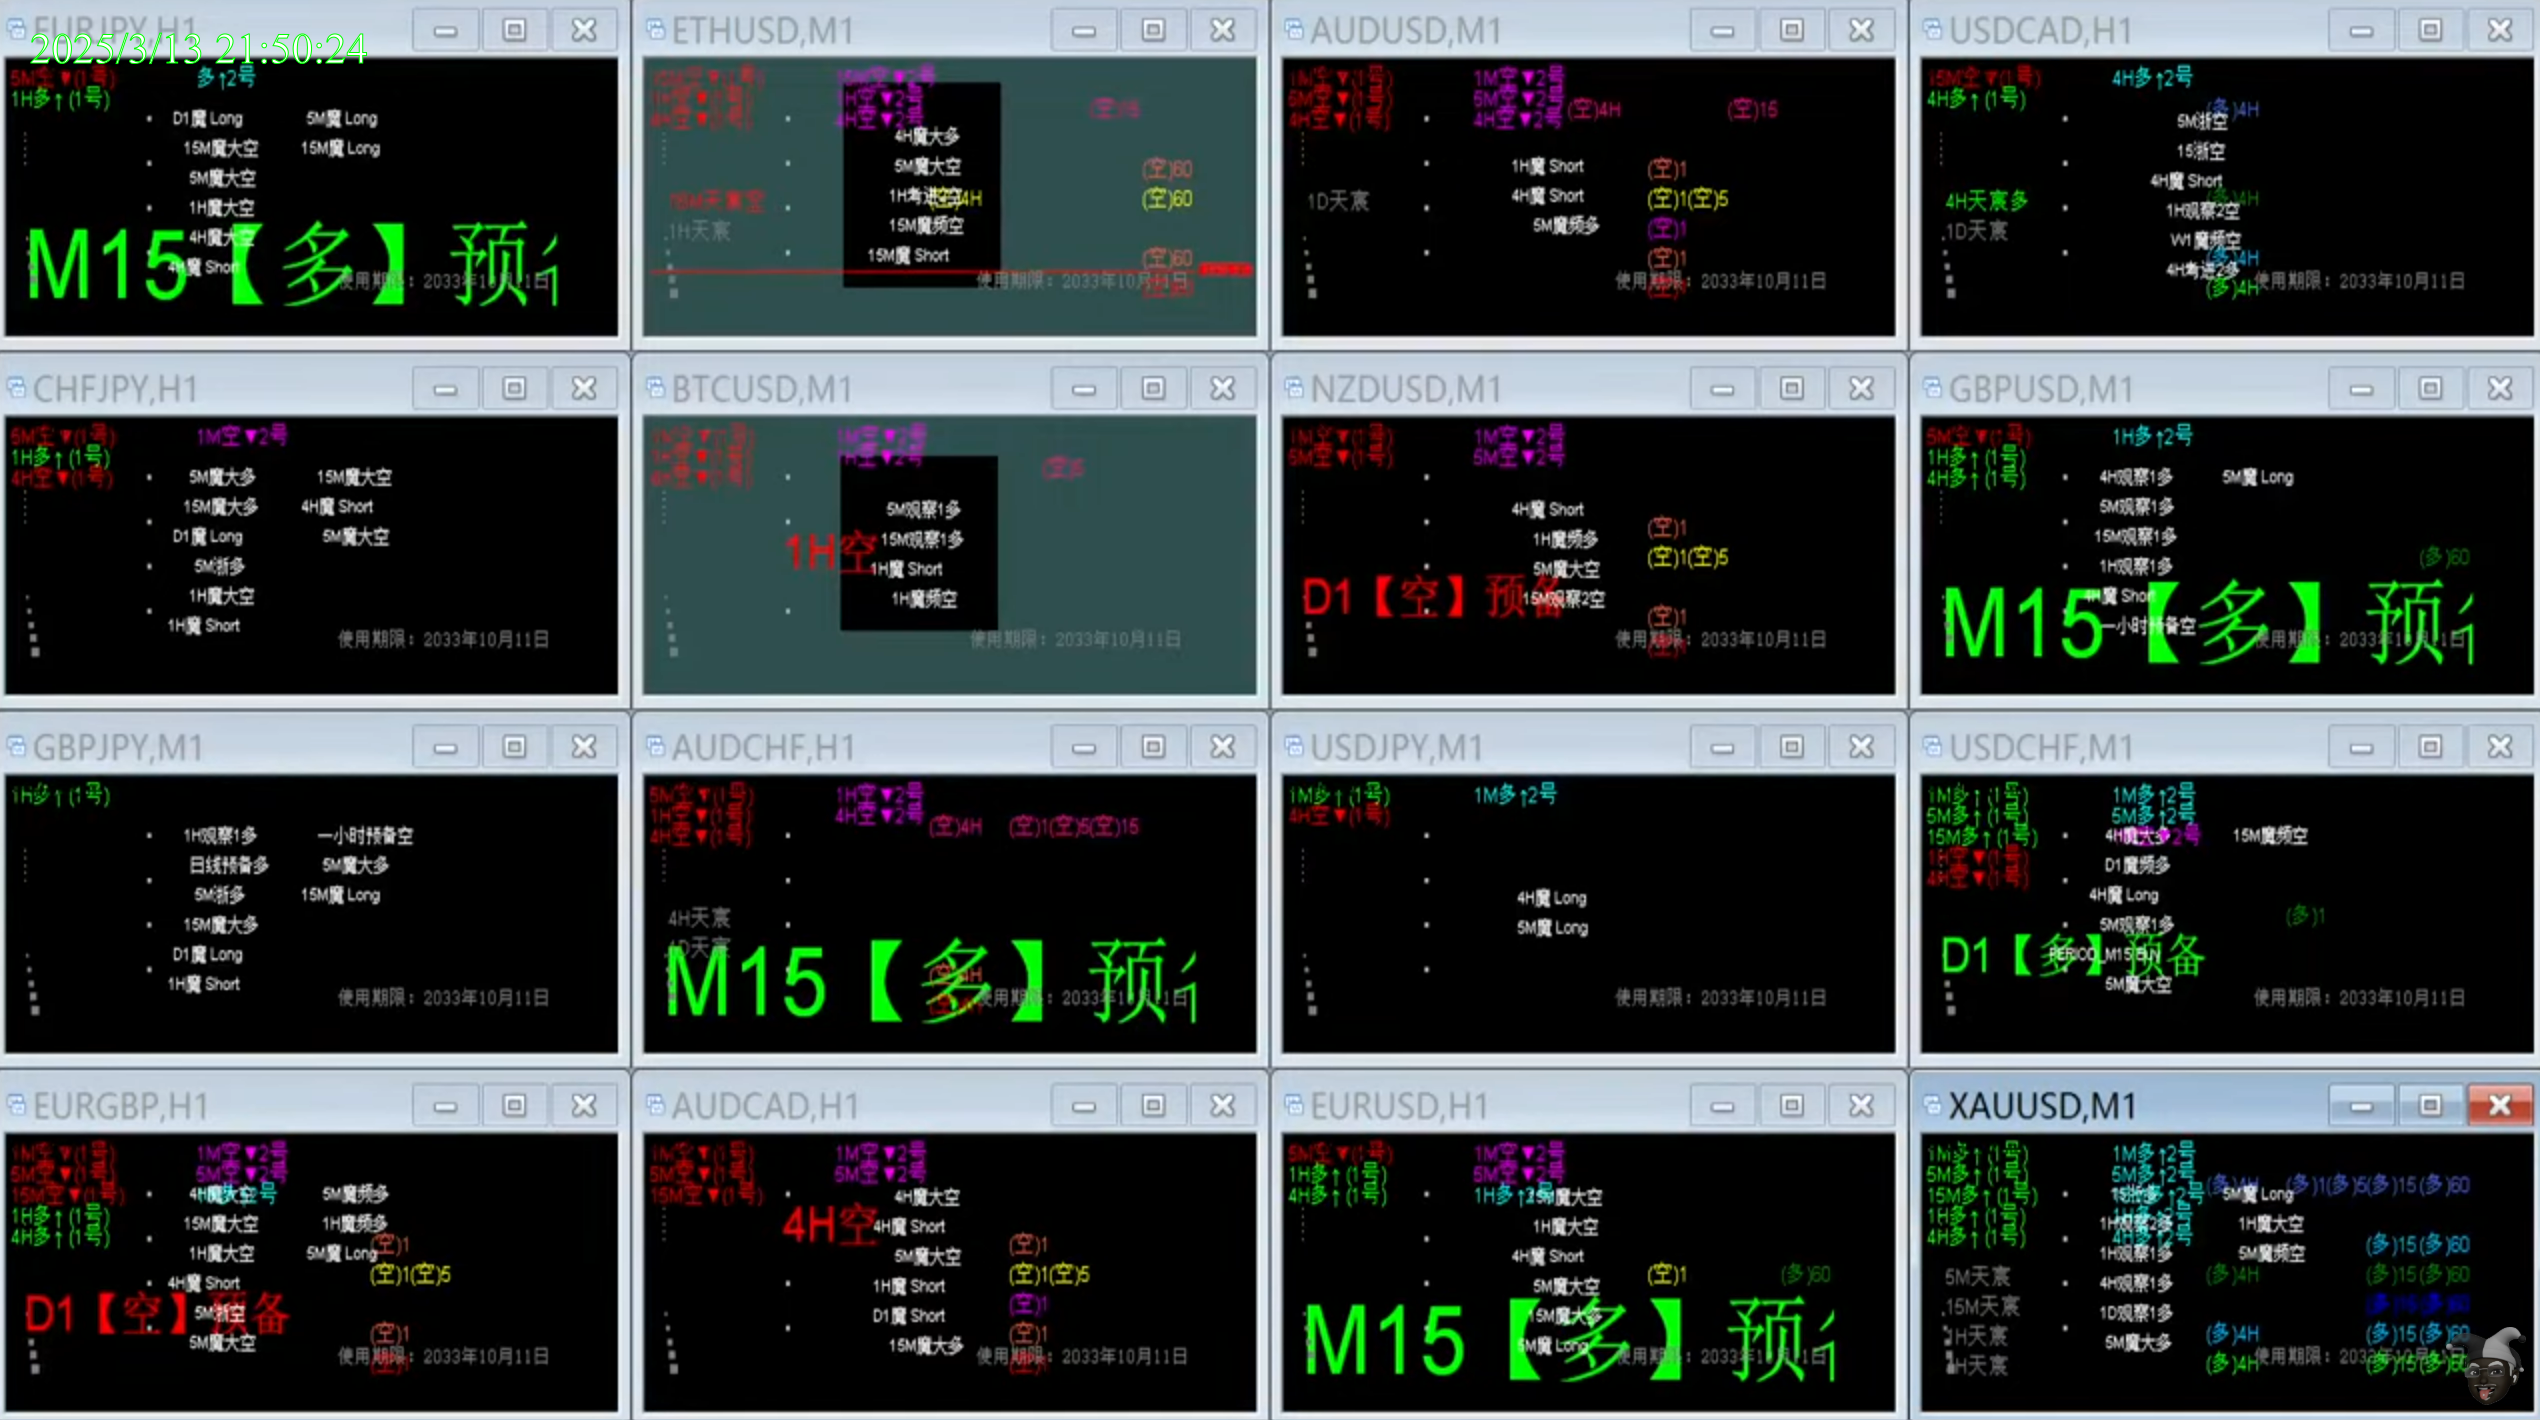 EURJPY,H1
2025/3/13 21:50:24
5M空▼(1号)
多↑2号
1H多↑(1号)
D1魔 Long
5M魔 Long
15M魔大空
15M魔 Long
5M魔大空
1H魔大空
4H魔大空
4H魔 Short
M15【多】预
使用期限: 2033年10月11日
ETHUSD,M1
15M空▼2号
1H空▼(1号)
1H空▼2号
4H空▼(1号)
4H空▼2号
(空)15
4H魔大多
5M魔大空
(空)60
4H
(空)60
15M魔频空
1H天宸
15M魔 Short
(空)60
使用期限: 2033年10月11日
AUDUSD,M1
1M空▼(1号)
1M空▼2号
5M空▼(1号)
5M空▼2号
4H空▼(1号)
4H空▼2号
(空)4H
(空)15
1H魔 Short
(空)1
4H魔 Short
(空)1(空)5
1D天宸
5M魔频多
(空)1
(空)1
使用期限: 2033年10月11日
USDCAD,H1
15M空▼(1号)
4H多↑2号
4H多↑(1号)
(多)4H
5M浙空
15浙空
4H魔 Short
4H天宸多
1H观察2空
1D天宸
W1魔频空
(多)4H
4H考进2多
(多)4H
使用期限: 2033年10月11日
CHFJPY,H1
5M空▼(1号)
1M空▼2号
1H多↑(1号)
4H空▼(1号)
5M魔大多
15M魔大空
15M魔大多
4H魔 Short
D1魔 Long
5M魔大空
5M浙多
1H魔大空
1H魔 Short
使用期限: 2033年10月11日
BTCUSD,M1
1M空▼(1号)
1M空▼2号
1H空▼(1号)
1H空▼2号
4H空▼(1号)
(空)5
5M观察1多
1H空
15M观察1多
1H魔 Short
1H魔频空
使用期限: 2033年10月11日
NZDUSD,M1
1M空▼(1号)
1M空▼2号
5M空▼(1号)
5M空▼2号
4H魔 Short
(空)1
1H魔频多
(空)1(空)5
5M魔大空
D1【空】预备
15M观察2空
(空)1
使用期限: 2033年10月11日
GBPUSD,M1
5M空▼(1号)
1H多↑2号
1H多↑(1号)
4H多↑(1号)
4H观察1多
5M魔 Long
5M观察1多
15M观察1多
(多)60
1H观察1多
4H魔 Short
M15【多】预
一小时预备空
使用期限: 2033年10月11日
GBPJPY,M1
1H多↑(1号)
1H观察1多
一小时预备空
日线预备多
5M魔大多
5M浙多
15M魔 Long
15M魔大多
D1魔 Long
1H魔 Short
使用期限: 2033年10月11日
AUDCHF,H1
5M空▼(1号)
1H空▼2号
1H空▼(1号)
4H空▼2号
4H空▼(1号)
(空)4H
(空)1(空)5(空)15
4H天宸
M15【多】预
(空)4H
使用期限: 2033年10月11日
USDJPY,M1
1M多↑(1号)
1M多↑2号
4H空▼(1号)
4H魔 Long
5M魔 Long
使用期限: 2033年10月11日
USDCHF,M1
1M多↑(1号)
1M多↑2号
5M多↑(1号)
5M多↑2号
15M多↑(1号)
4H魔大多
15M魔频空
1H空▼(1号)
D1魔频多
4H空▼(1号)
4H魔 Long
5M观察1多
(多)1
D1【多】预备
PERIOD_M15 BUY
5M魔大空
使用期限: 2033年10月11日
EURGBP,H1
1M空▼(1号)
1M空▼2号
5M空▼(1号)
5M空▼2号
15M空▼(1号)
4H魔大空
5M魔频多
1H多↑(1号)
15M魔大空
1H魔频多
4H多↑(1号)
(空)1
1H魔大空
5M魔 Long
(空)1(空)5
4H魔 Short
D1【空】预备
5M浙空
(空)1
5M魔大空
使用期限: 2033年10月11日
AUDCAD,H1
1M空▼(1号)
1M空▼2号
5M空▼(1号)
5M空▼2号
15M空▼(1号)
4H魔大空
4H空
4H魔 Short
(空)1
5M魔大空
(空)1(空)5
1H魔 Short
(空)1
D1魔 Short
(空)1
15M魔大多
使用期限: 2033年10月11日
EURUSD,H1
5M空▼(1号)
1M空▼2号
1H多↑(1号)
5M空▼2号
4H多↑(1号)
1H多↑2号
1H魔大空
4H魔 Short
(空)1
(多)60
5M魔大空
15M魔大多
M15【多】预
5M魔 Long
使用期限: 2033年10月11日
XAUUSD,M1
1M多↑(1号)
1M多↑2号
5M多↑(1号)
5M多↑2号
(多)4H
(多)1(多)5(多)15(多)60
15M多↑(1号)
5M魔 Long
1H多↑(1号)
1H魔大空
4H多↑(1号)
4H多↑2号
(多)15(多)60
1H观察1多
5M魔频空
5M天宸
(多)4H
(多)15(多)60
4H观察1多
15M天宸
1D观察1多
(多)15(多)60
1H天宸
5M魔大多
(多)4H
(多)15(多)60
H天宸
(多)4H
(多)15(多)60
使用期限: 2033年10月11日